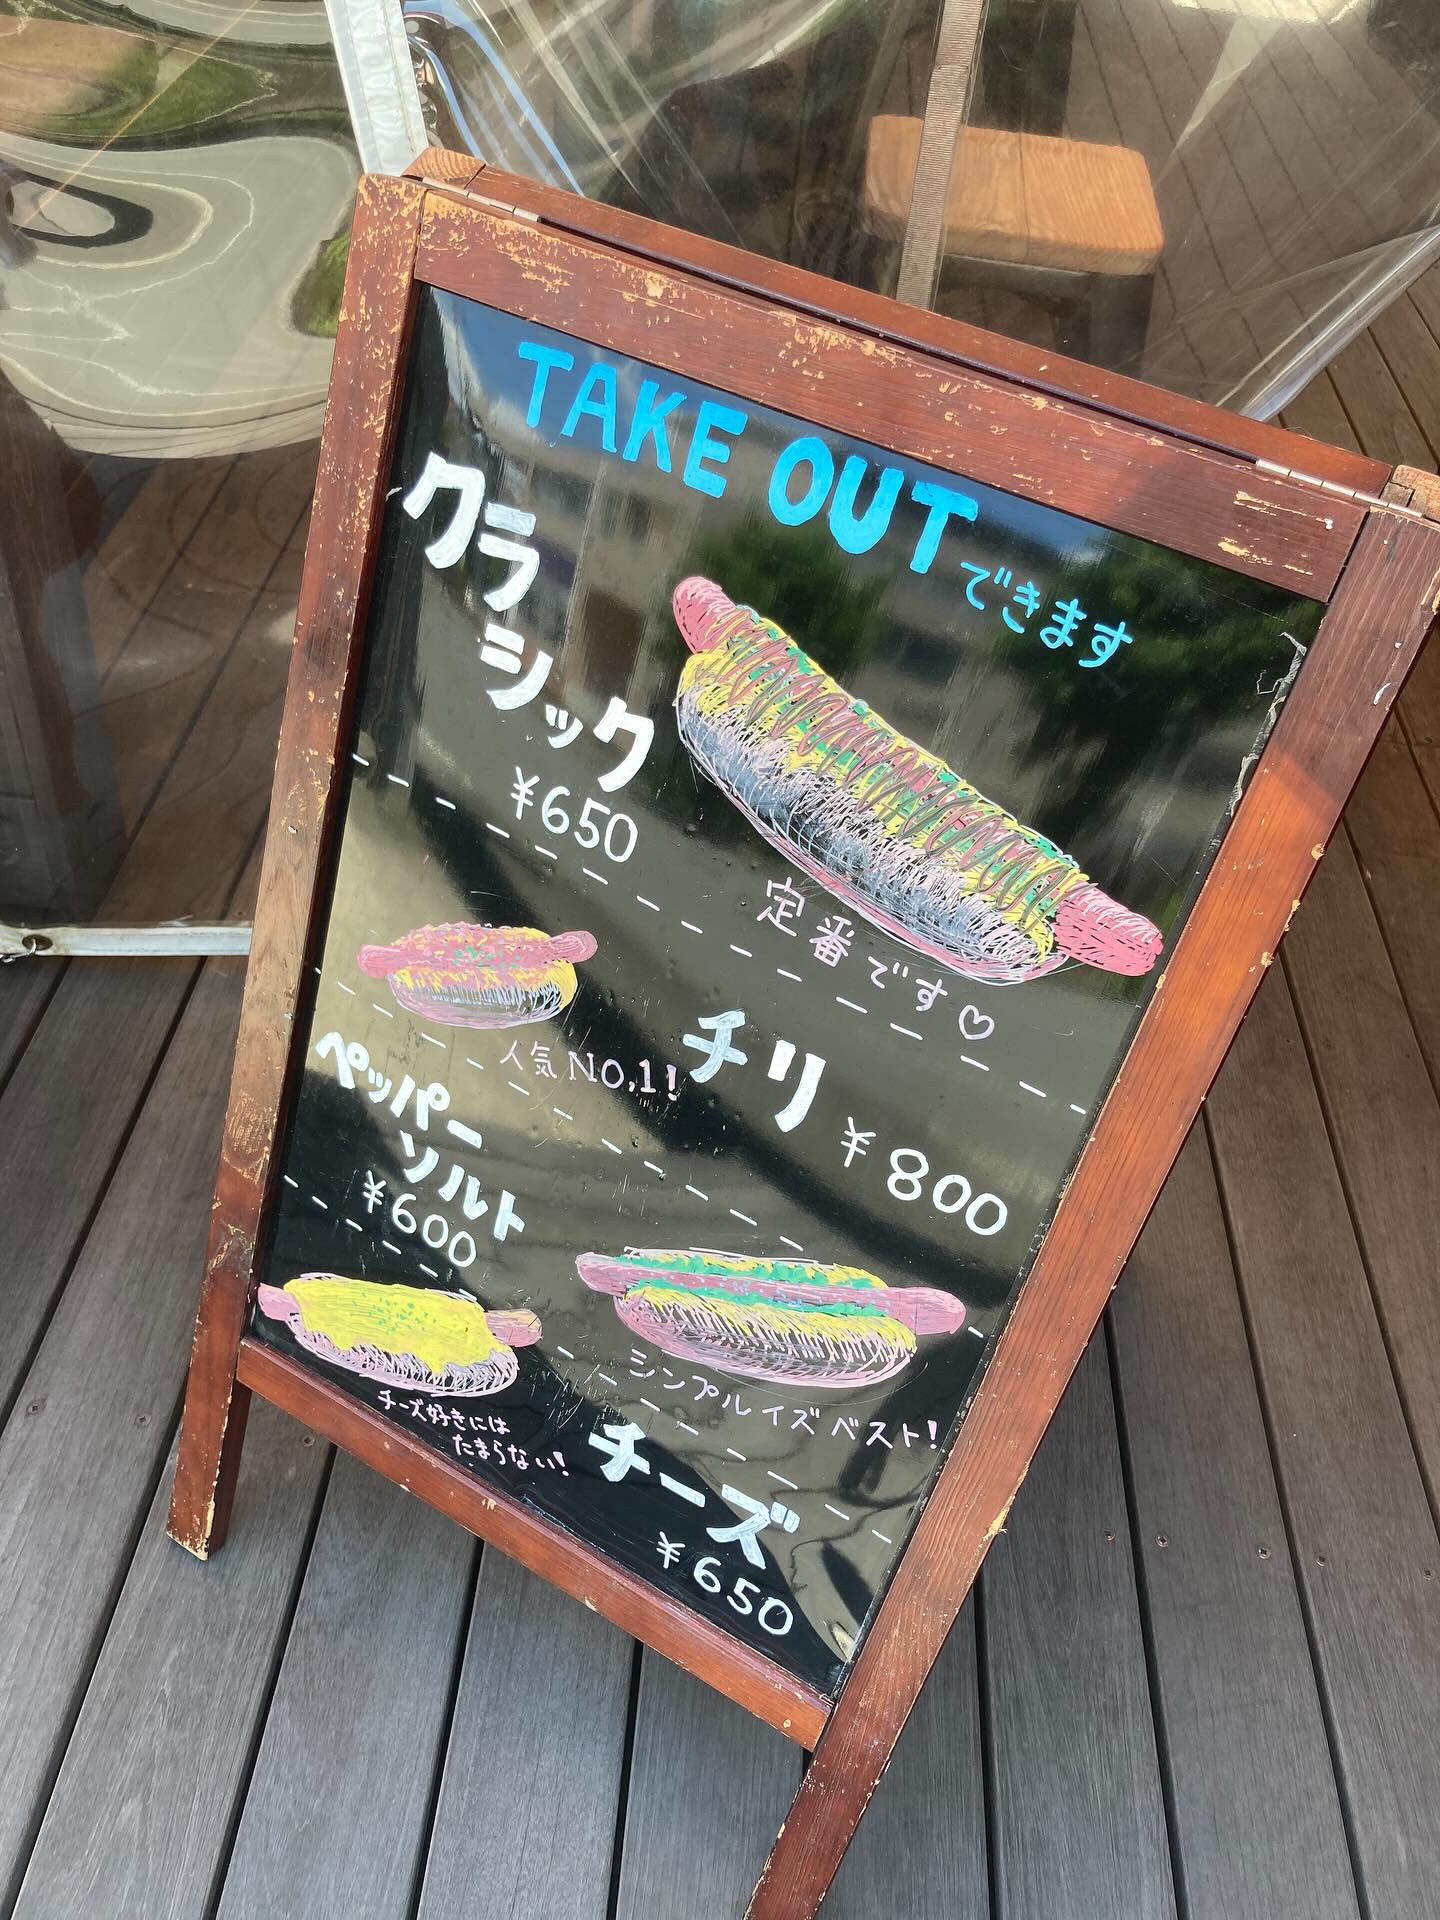 TAKE OUT できます
クラ
シック
¥650
定番です♡
人気 NO,1!
チリ
¥800
ペッパー
ソルト
¥600
シンプルイズベスト!
チーズ好きには
たまらない!
チーズ
¥650